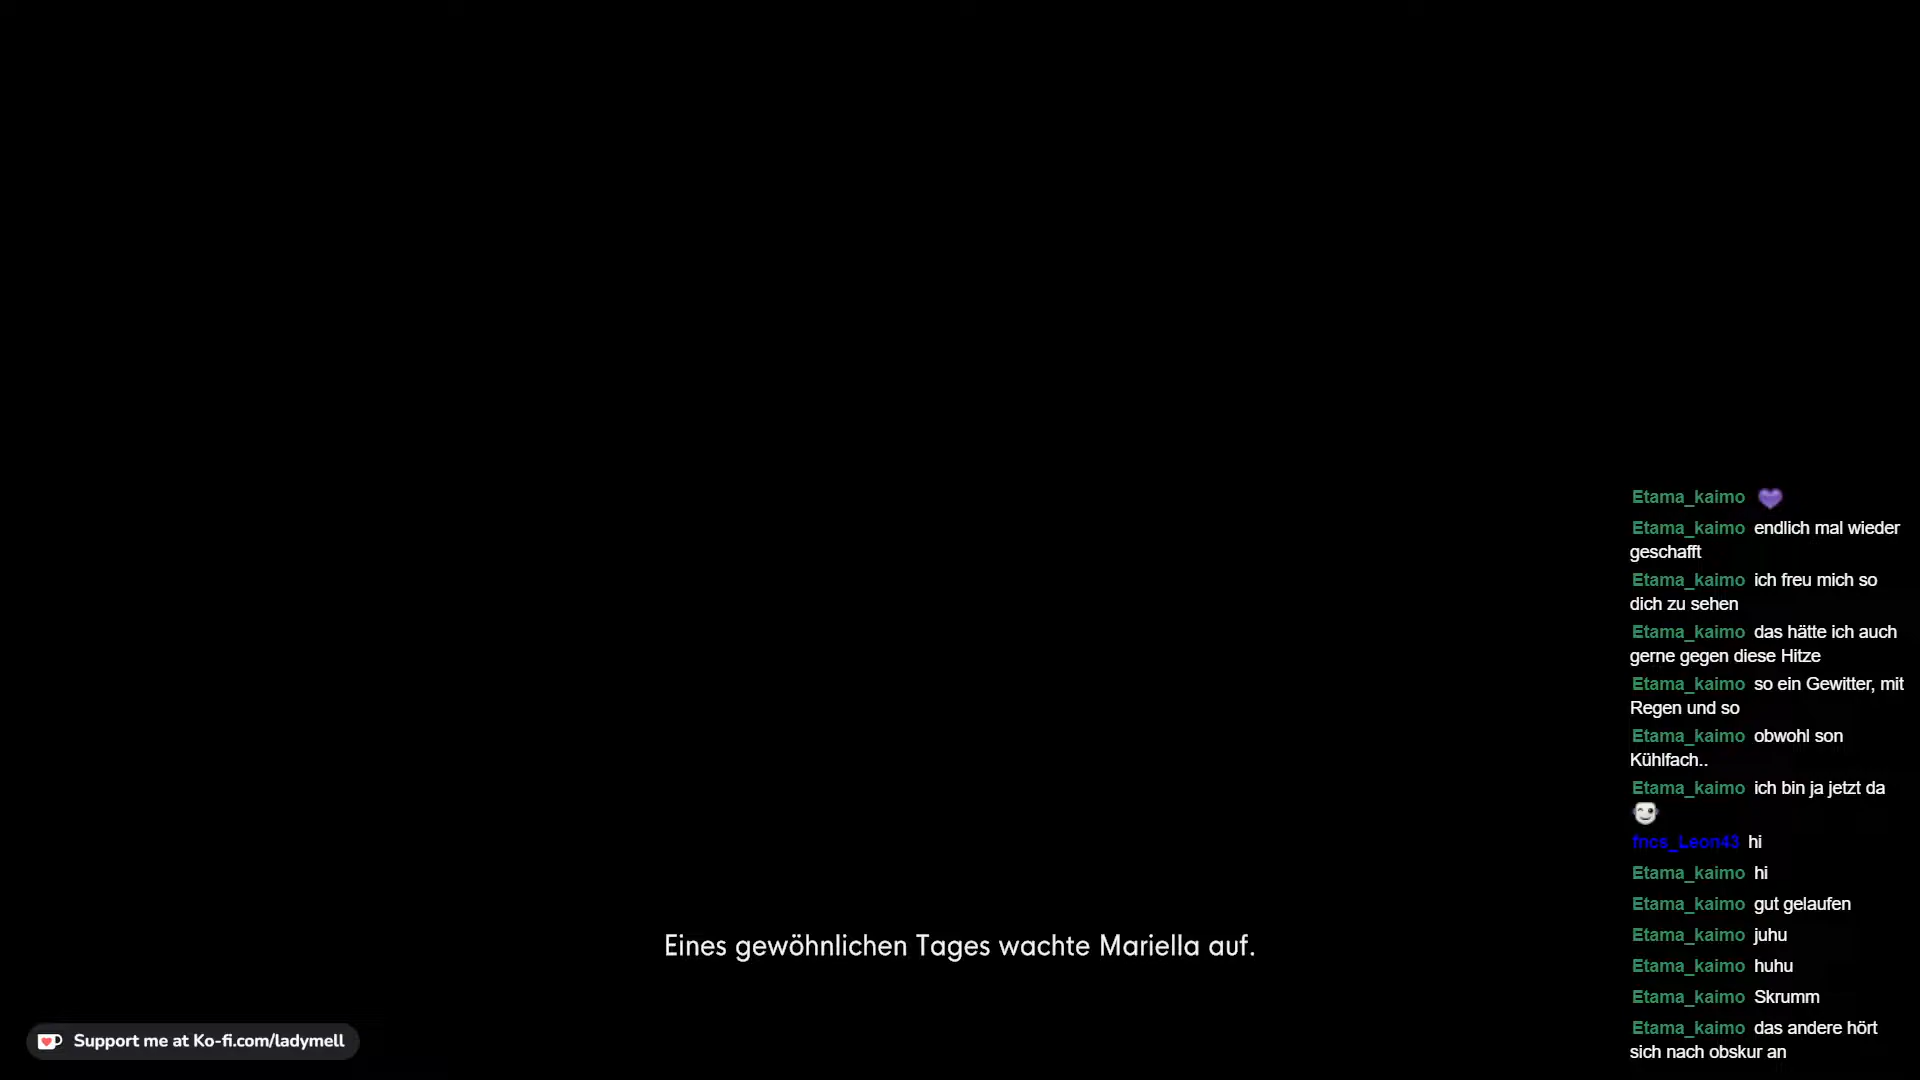 Etama_kaimo
Etama_kaimo endlich mal wieder
geschafft
Etama_kaimo ich freu mich so
dich zu sehen
Etama_kaimo das hätte ich auch
gerne gegen diese Hitze
Etama_kaimo so ein Gewitter, mit
Regen und so
Etama_kaimo obwohl son
Kühlfach..
Etama_kaimo ich bin ja jetzt da
fncs_Leon43 hi
Etama_kaimo hi
Etama_kaimo gut gelaufen
Etama_kaimo juhu
Etama_kaimo huhu
Etama_kaimo Skrumm
Etama_kaimo das andere hört
sich nach obskur an
Eines gewöhnlichen Tages wachte Mariella auf.
Support me at Ko-fi.com/ladymell